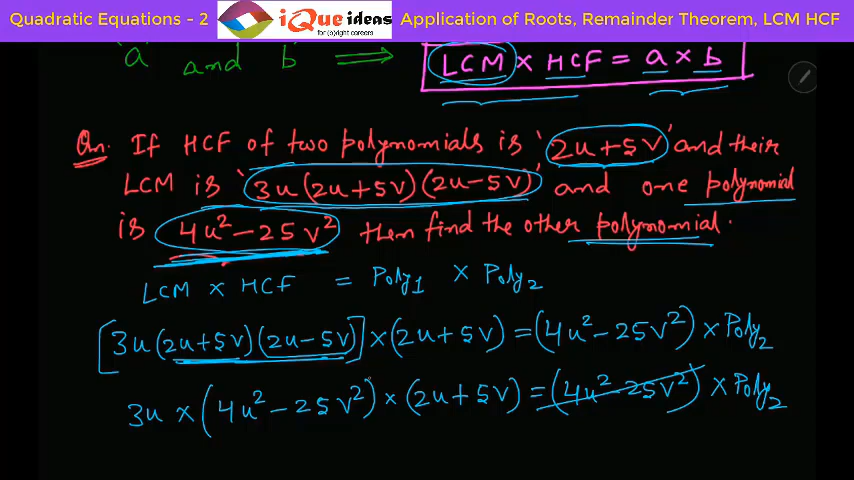 Quadratic Equations - 2 iQue ideas for (b)right careers Application of Roots, Remainder Theorem, LCM HCF
'a' and 'b' ⟹ LCM × HCF = a × b
Qn. If HCF of two polynomials is '2u+5v' and their
LCM is '3u(2u+5v)(2u-5v)' and one polynomial
is 4u²-25v² then find the other polynomial.
LCM × HCF = Poly₁ × Poly₂
[3u(2u+5v)(2u-5v)]×(2u+5v)=(4u²-25v²)×Poly₂
3u×(4u²-25v²)×(2u+5v)=(4u²-25v²)×Poly₂